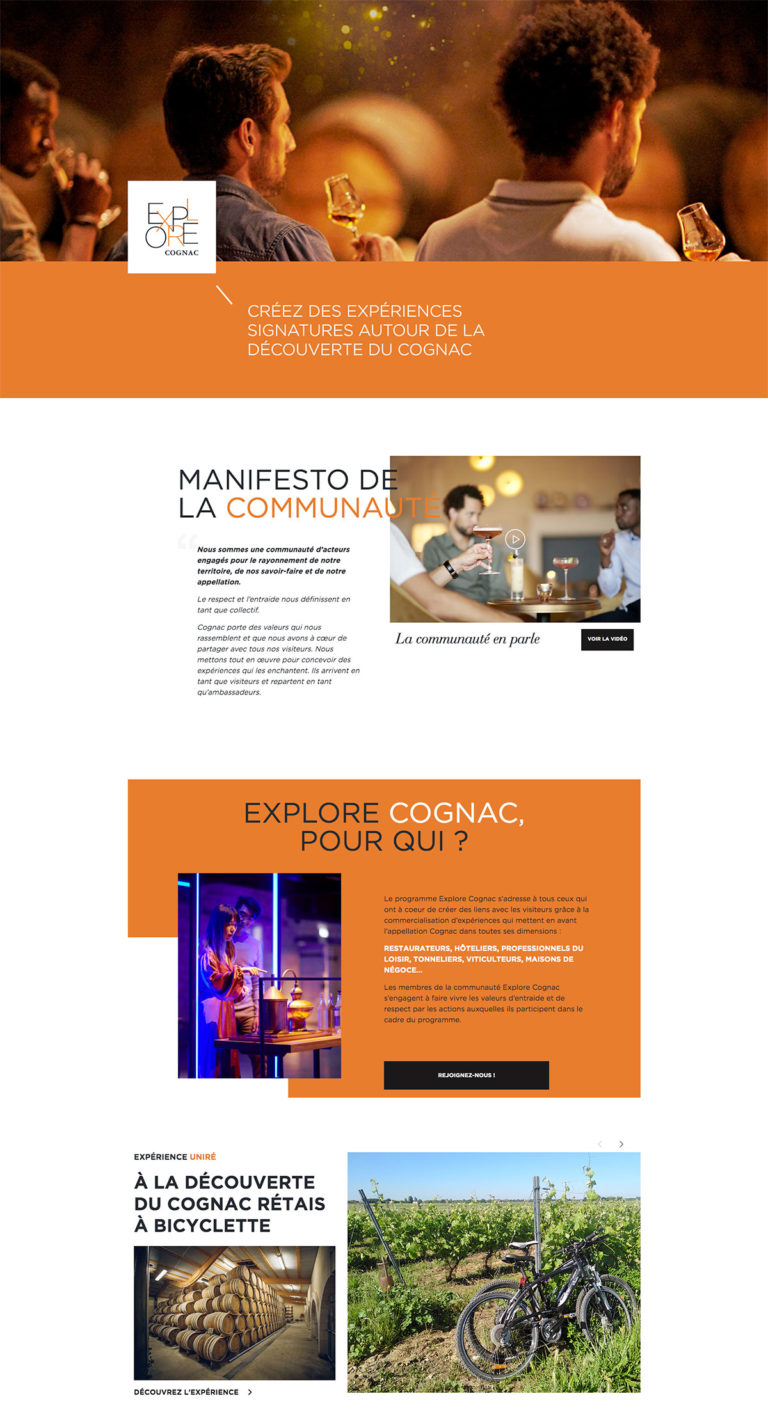 EXPL
ORE
COGNAC
CRÉEZ DES EXPÉRIENCES
SIGNATURES AUTOUR DE LA
DÉCOUVERTE DU COGNAC
MANIFESTO DE
LA COMMUNAUTÉ
“
Nous sommes une communauté d'acteurs
engagés pour le rayonnement de notre
territoire, de nos savoir-faire et de notre
appellation.
Le respect et l'entraide nous définissent en
tant que collectif.
Cognac porte des valeurs qui nous
rassemblent et que nous avons à cœur de
partager avec tous nos visiteurs. Nous
mettons tout en œuvre pour concevoir des
expériences qui les enchantent. Ils arrivent en
tant que visiteurs et repartent en tant
qu'ambassadeurs.
La communauté en parle
VOIR LA VIDÉO
EXPLORE COGNAC,
POUR QUI ?
Le programme Explore Cognac s'adresse à tous ceux qui
ont à coeur de créer des liens avec les visiteurs grâce à la
commercialisation d'expériences qui mettent en avant
l'appellation Cognac dans toutes ses dimensions :
RESTAURATEURS, HÔTELIERS, PROFESSIONNELS DU
LOISIR, TONNELIERS, VITICULTEURS, MAISONS DE
NÉGOCE...
Les membres de la communauté Explore Cognac
s'engagent à faire vivre les valeurs d'entraide et de
respect par les actions auxquelles ils participent dans le
cadre du programme.
REJOIGNEZ-NOUS !
EXPÉRIENCE UNIRÉ
À LA DÉCOUVERTE
DU COGNAC RÉTAIS
À BICYCLETTE
DÉCOUVREZ L'EXPÉRIENCE